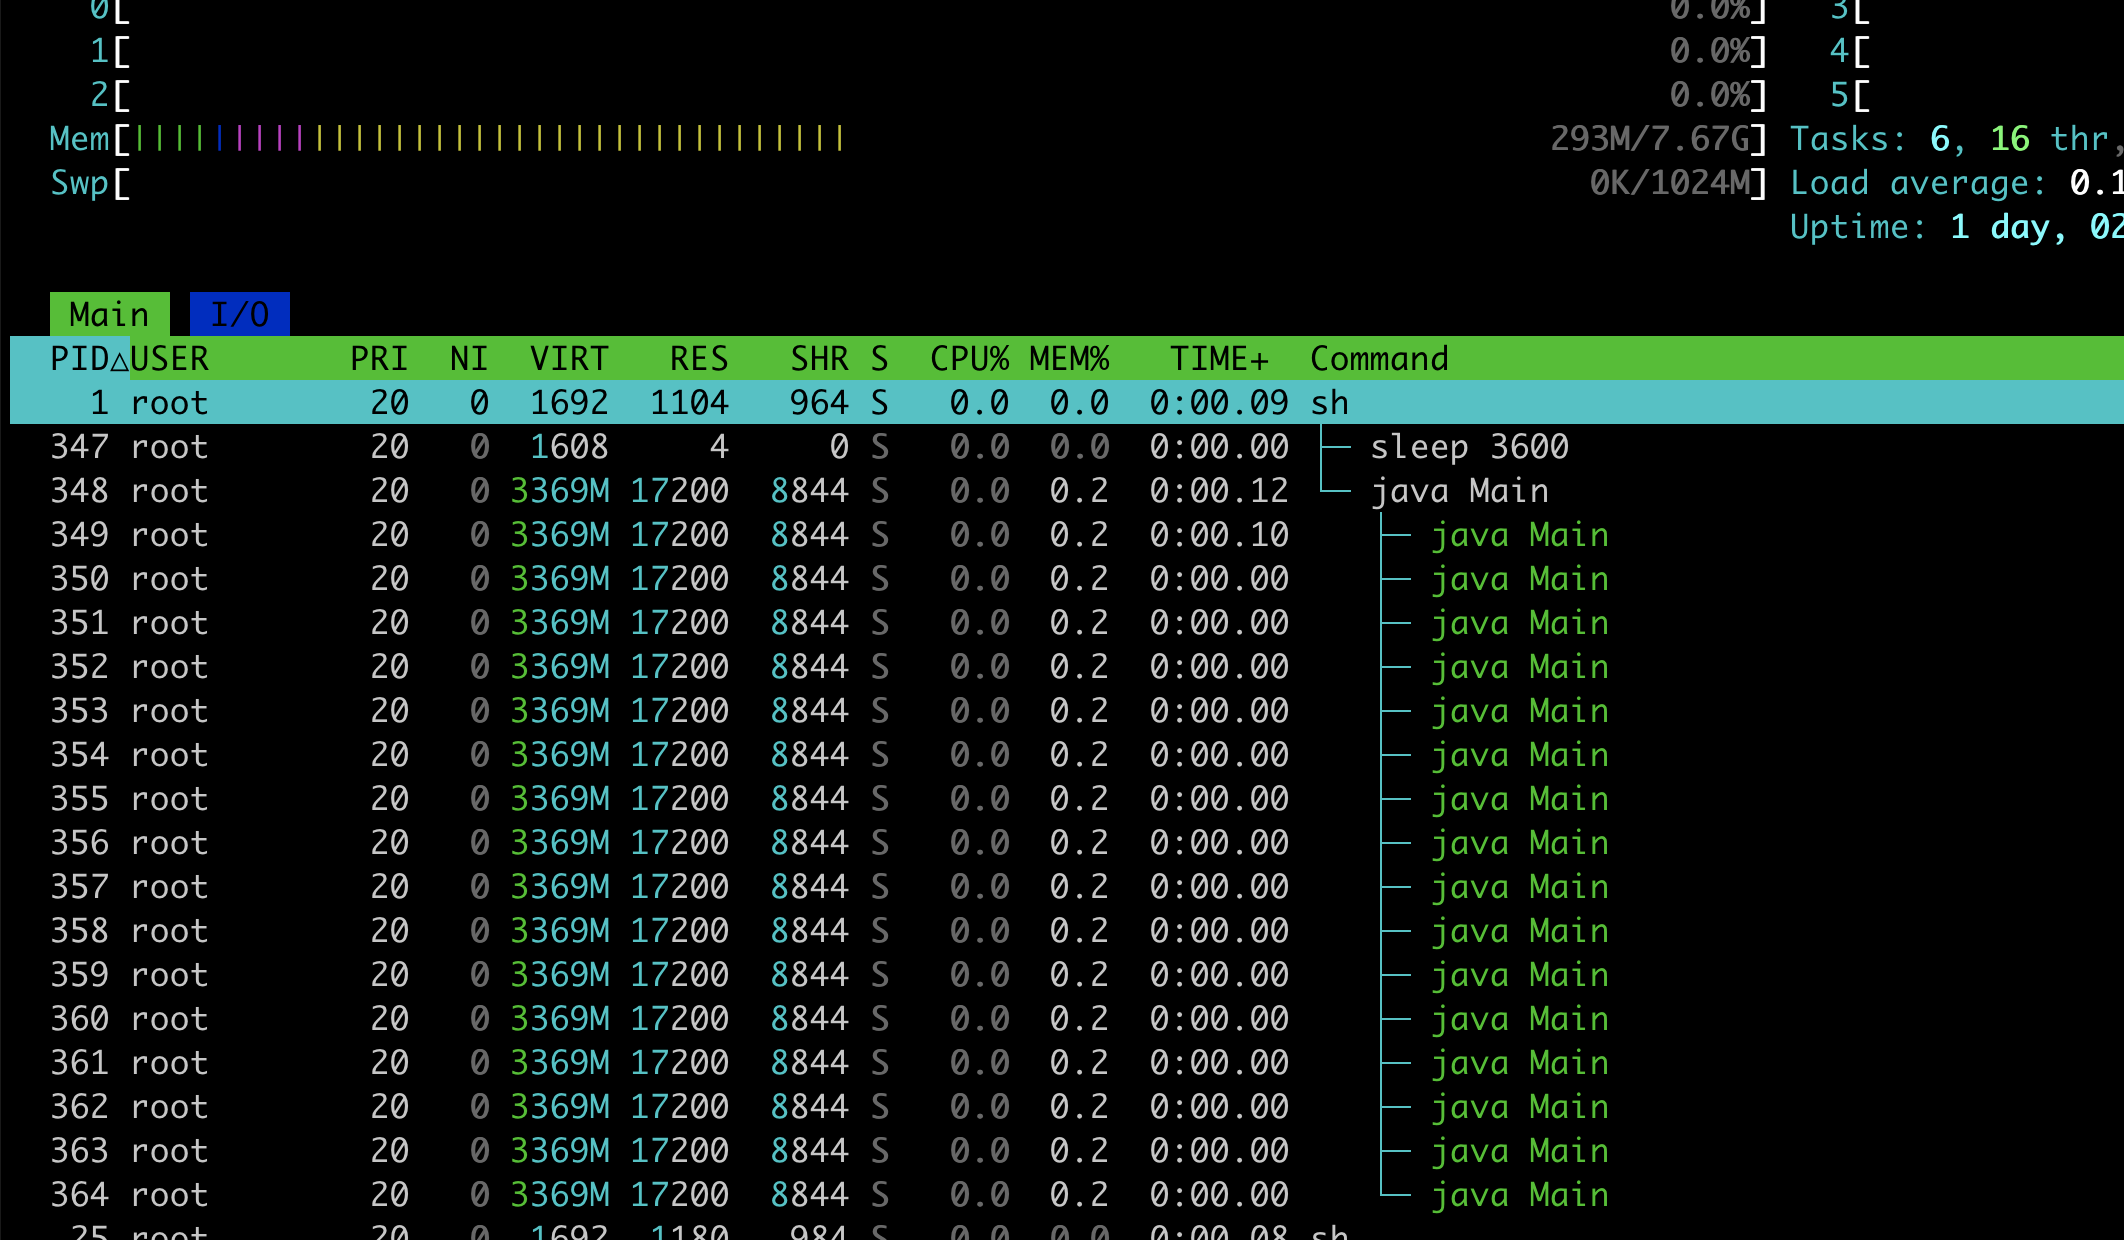 0[ 0.0%] 3[
1[ 0.0%] 4[
2[ 0.0%] 5[
Mem[|||||||||||||||||||||||||||||||||||| 293M/7.67G] Tasks: 6, 16 thr,
Swp[ 0K/1024M] Load average: 0.1
Uptime: 1 day, 02
Main I/O
PID△USER PRI NI VIRT RES SHR S CPU% MEM% TIME+ Command
1 root 20 0 1692 1104 964 S 0.0 0.0 0:00.09 sh
347 root 20 0 1608 4 0 S 0.0 0.0 0:00.00 ├─ sleep 3600
348 root 20 0 3369M 17200 8844 S 0.0 0.2 0:00.12 └─ java Main
349 root 20 0 3369M 17200 8844 S 0.0 0.2 0:00.10 ├─ java Main
350 root 20 0 3369M 17200 8844 S 0.0 0.2 0:00.00 ├─ java Main
351 root 20 0 3369M 17200 8844 S 0.0 0.2 0:00.00 ├─ java Main
352 root 20 0 3369M 17200 8844 S 0.0 0.2 0:00.00 ├─ java Main
353 root 20 0 3369M 17200 8844 S 0.0 0.2 0:00.00 ├─ java Main
354 root 20 0 3369M 17200 8844 S 0.0 0.2 0:00.00 ├─ java Main
355 root 20 0 3369M 17200 8844 S 0.0 0.2 0:00.00 ├─ java Main
356 root 20 0 3369M 17200 8844 S 0.0 0.2 0:00.00 ├─ java Main
357 root 20 0 3369M 17200 8844 S 0.0 0.2 0:00.00 ├─ java Main
358 root 20 0 3369M 17200 8844 S 0.0 0.2 0:00.00 ├─ java Main
359 root 20 0 3369M 17200 8844 S 0.0 0.2 0:00.00 ├─ java Main
360 root 20 0 3369M 17200 8844 S 0.0 0.2 0:00.00 ├─ java Main
361 root 20 0 3369M 17200 8844 S 0.0 0.2 0:00.00 ├─ java Main
362 root 20 0 3369M 17200 8844 S 0.0 0.2 0:00.00 ├─ java Main
363 root 20 0 3369M 17200 8844 S 0.0 0.2 0:00.00 ├─ java Main
364 root 20 0 3369M 17200 8844 S 0.0 0.2 0:00.00 └─ java Main
25 root 20 0 1692 1180 984 S 0.0 0.0 0:00.08 sh